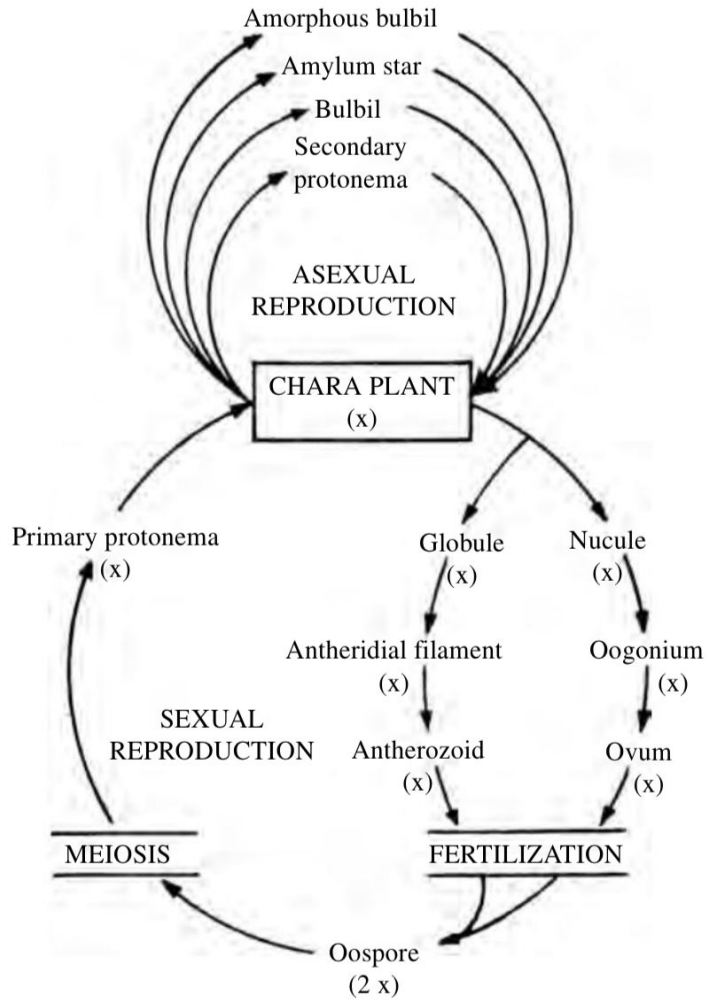 Amorphous bulbil
Amylum star
Bulbil
Secondary
protonema
ASEXUAL
REPRODUCTION
CHARA PLANT
(x)
Primary protonema
(x)
Globule
(x)
Nucule
(x)
Antheridial filament
(x)
Oogonium
(x)
SEXUAL
REPRODUCTION
Antherozoid
(x)
Ovum
(x)
MEIOSIS
FERTILIZATION
Oospore
(2 x)